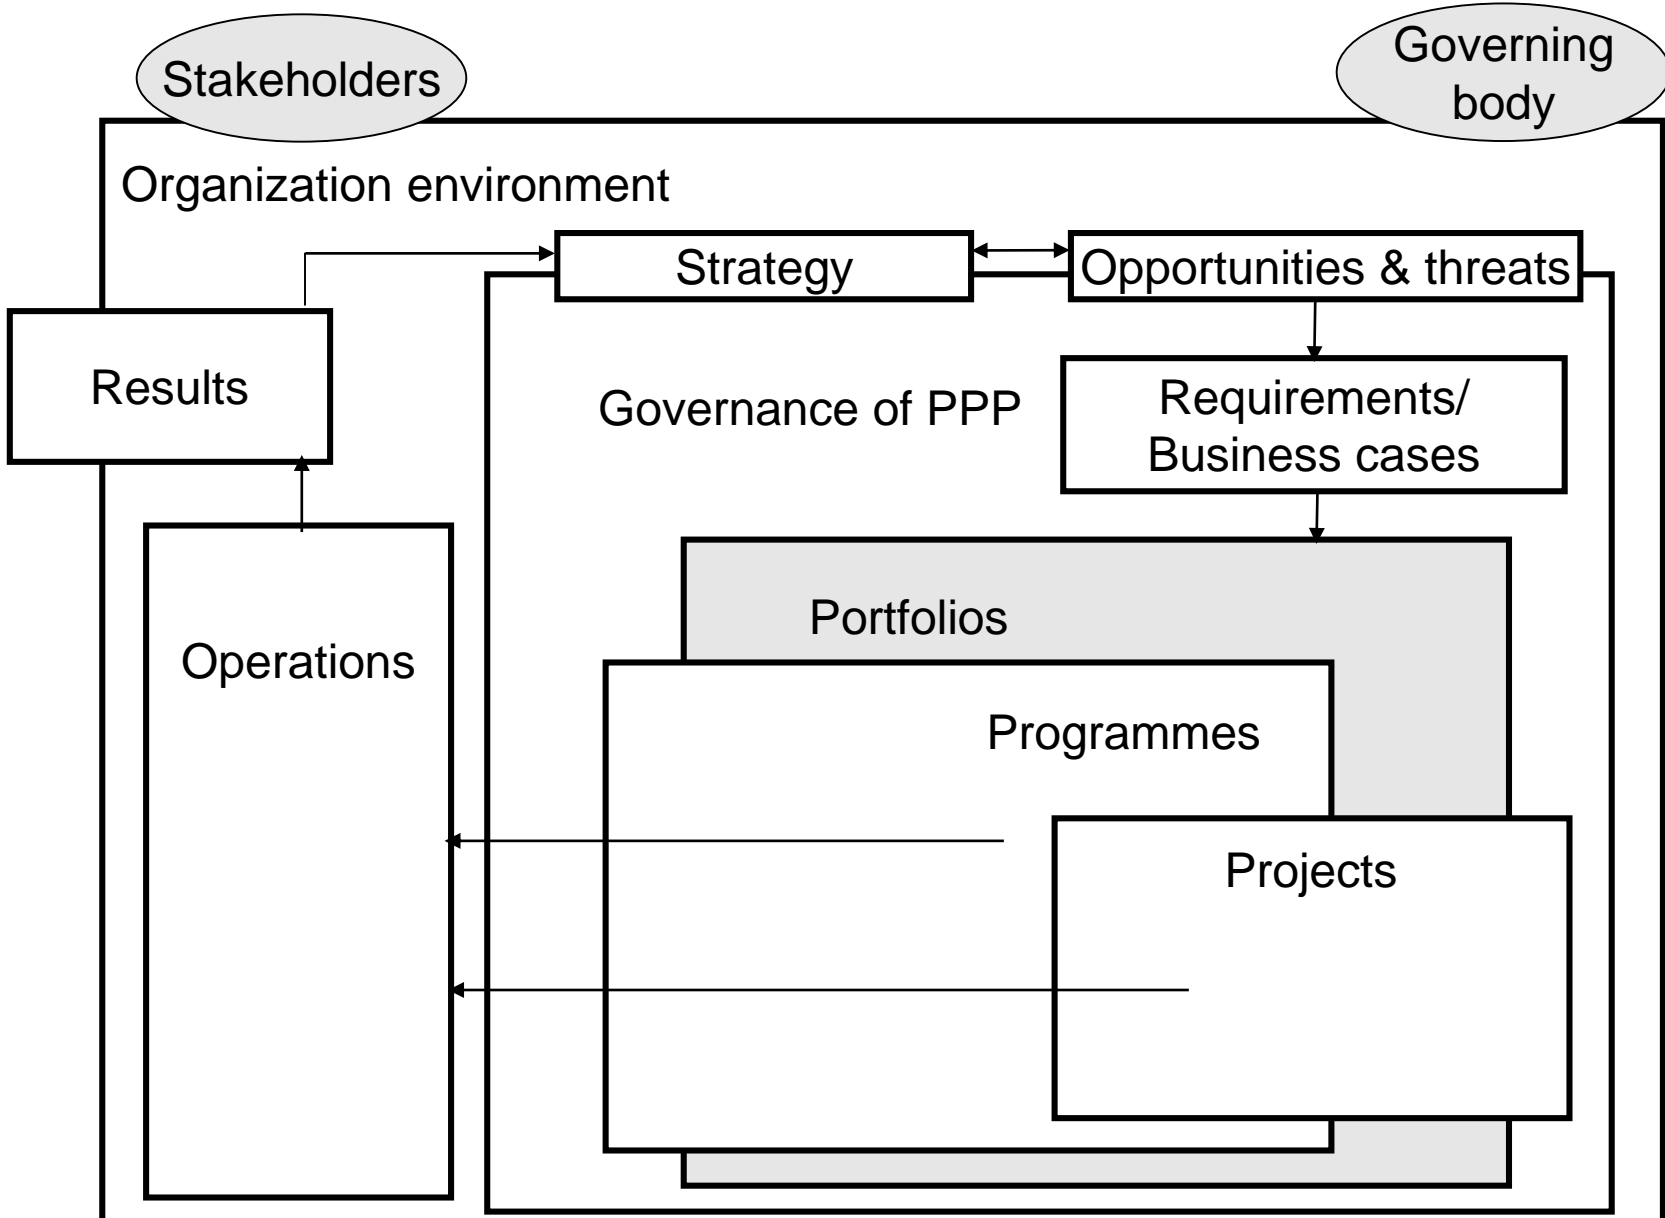 Stakeholders
Governing
body
Organization environment
Strategy
Opportunities & threats
Results
Governance of PPP
Requirements/
Business cases
Portfolios
Operations
Programmes
Projects